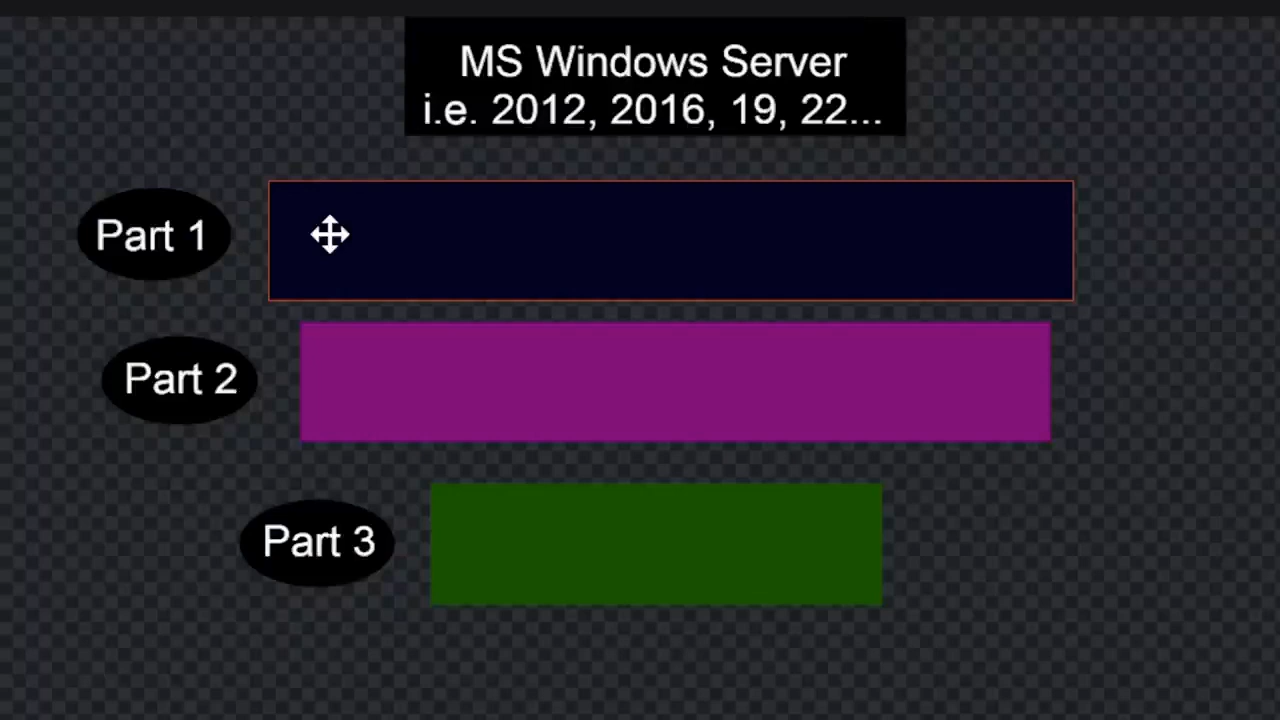 MS Windows Server
i.e. 2012, 2016, 19, 22...
Part 1
Part 2
Part 3